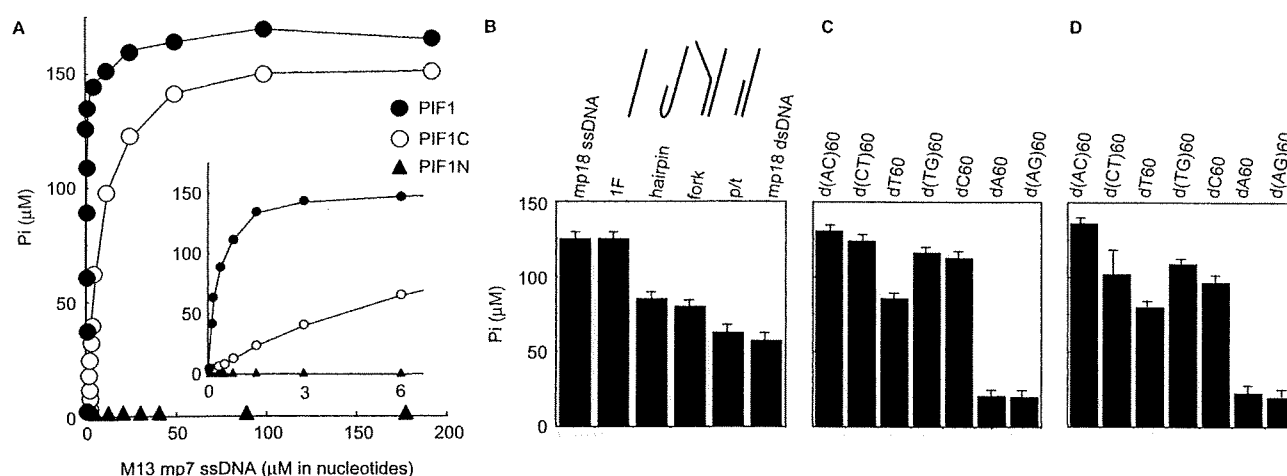 A
Pi (µM)
150
100
50
0
0
50
100
150
200
M13 mp7 ssDNA (µM in nucleotides)
PIF1
PIF1C
PIF1N
150
100
50
0
0
3
6
B
mp18 ssDNA
1F
hairpin
fork
p/t
mp18 dsDNA
Pi (µM)
150
100
50
0
C
d(AC)60
d(CT)60
dT60
d(TG)60
dC60
dA60
d(AG)60
D
d(AC)60
d(CT)60
dT60
d(TG)60
dC60
dA60
d(AG)60